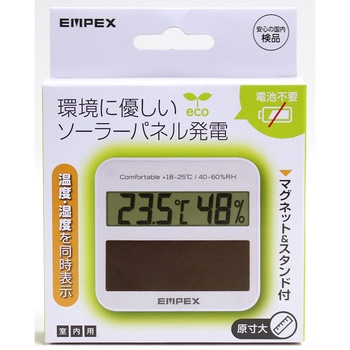 EMPEX
安心の国内
検品
環境に優しい
eco
ソーラーパネル発電
電池不要
温度・湿度
を同時表示
Comfortable +18-25℃ / 40-60%RH
23.5℃ 48%
EMPEX
マグネット&スタンド付
室内用
原寸大